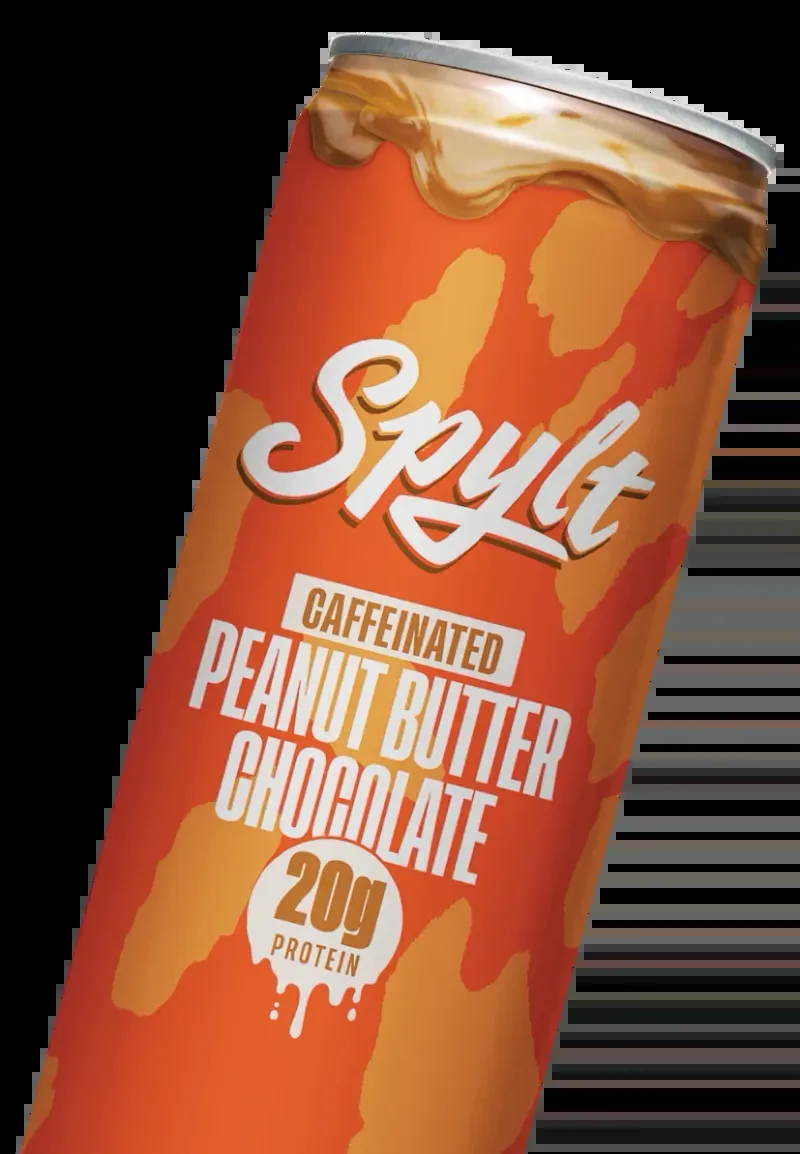 Spylt
CAFFEINATED
PEANUT BUTTER
CHOCOLATE
20g
PROTEIN